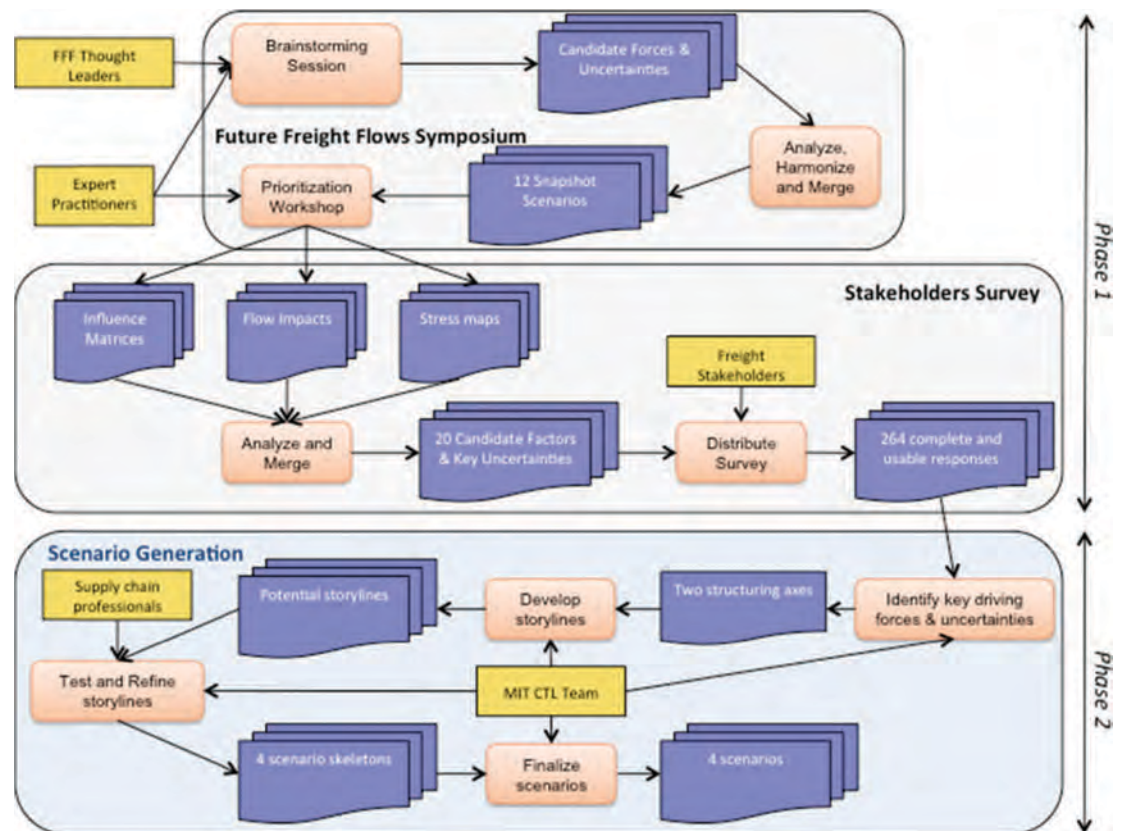 FFF Thought
Leaders
Brainstorming
Session
Candidate Forces &
Uncertainties
Future Freight Flows Symposium
Analyze,
Harmonize
and Merge
Expert
Practitioners
Prioritization
Workshop
12 Snapshot
Scenarios
Phase 1
Stakeholders Survey
Influence
Matrices
Flow Impacts
Stress maps
Freight
Stakeholders
Analyze and
Merge
20 Candidate Factors
& Key Uncertainties
Distribute
Survey
264 complete and
usable responses
Scenario Generation
Supply chain
professionals
Potential storylines
Develop
storylines
Two structuring axes
Identify key driving
forces & uncertainties
Test and Refine
storylines
MIT CTL Team
Phase 2
4 scenario skeletons
Finalize
scenarios
4 scenarios